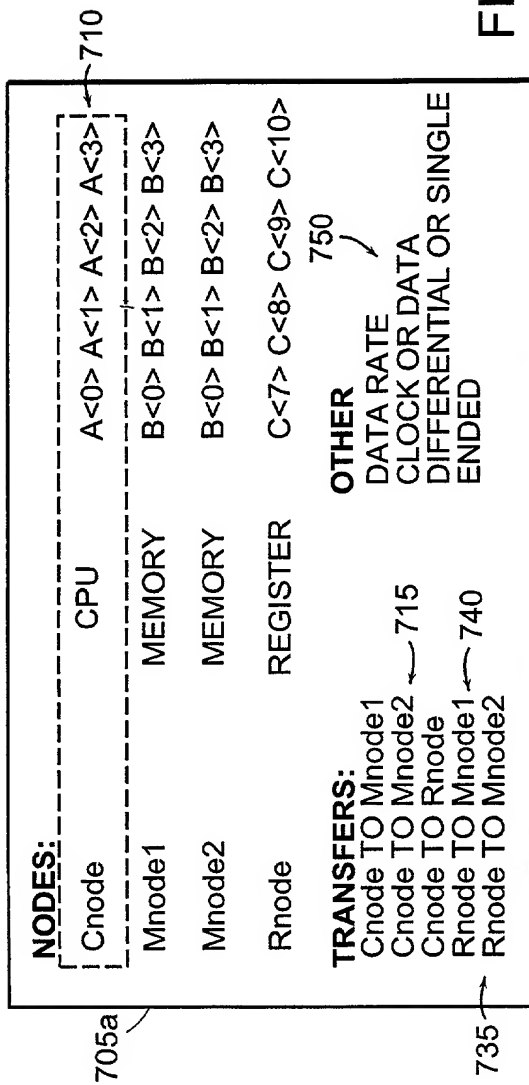 705a
NODES:
Cnode CPU A<0> A<1> A<2> A<3> 710
Mnode1 MEMORY B<0> B<1> B<2> B<3>
Mnode2 MEMORY B<0> B<1> B<2> B<3>
Rnode REGISTER C<7> C<8> C<9> C<10>
TRANSFERS:
Cnode TO Mnode1
Cnode TO Mnode2 715
Cnode TO Rnode
Rnode TO Mnode1 740
Rnode TO Mnode2
735
OTHER 750
DATA RATE
CLOCK OR DATA
DIFFERENTIAL OR SINGLE
ENDED